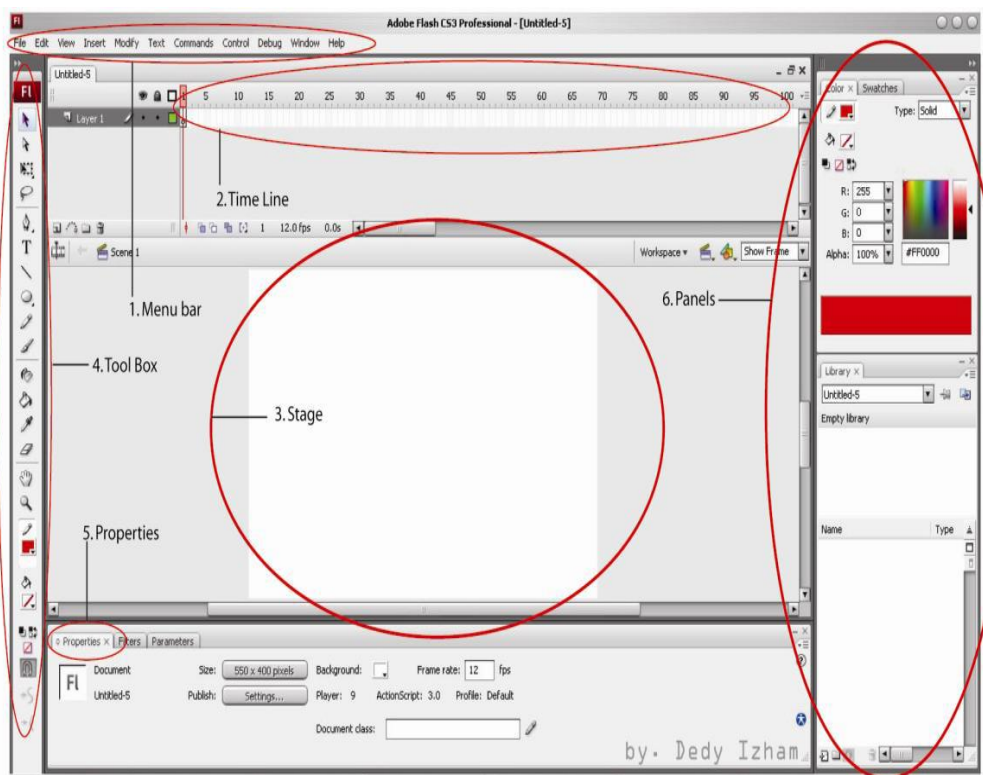 Adobe Flash CS3 Professional - [Untitled-5]
File Edit View Insert Modify Text Commands Control Debug Window Help
Untitled-5
1 5 10 15 20 25 30 35 40 45 50 55 60 65 70 75 80 85 90 95 100
Layer 1
2.Time Line
1 12.0 fps 0.0s
Scene 1
Workspace
Show Frame
1.Menu bar
4.Tool Box
3.Stage
5.Properties
6.Panels
Fl
T
Color Swatches
Type: Solid
R: 255
G: 0
B: 0
Alpha: 100% #FF0000
Library
Untitled-5
Empty library
Name Type
Properties Filters Parameters
Fl
Document Size: 550 x 400 pixels Background: Frame rate: 12 fps
Untitled-5 Publish: Settings... Player: 9 ActionScript: 3.0 Profile: Default
Document class:
by. Dedy Izham